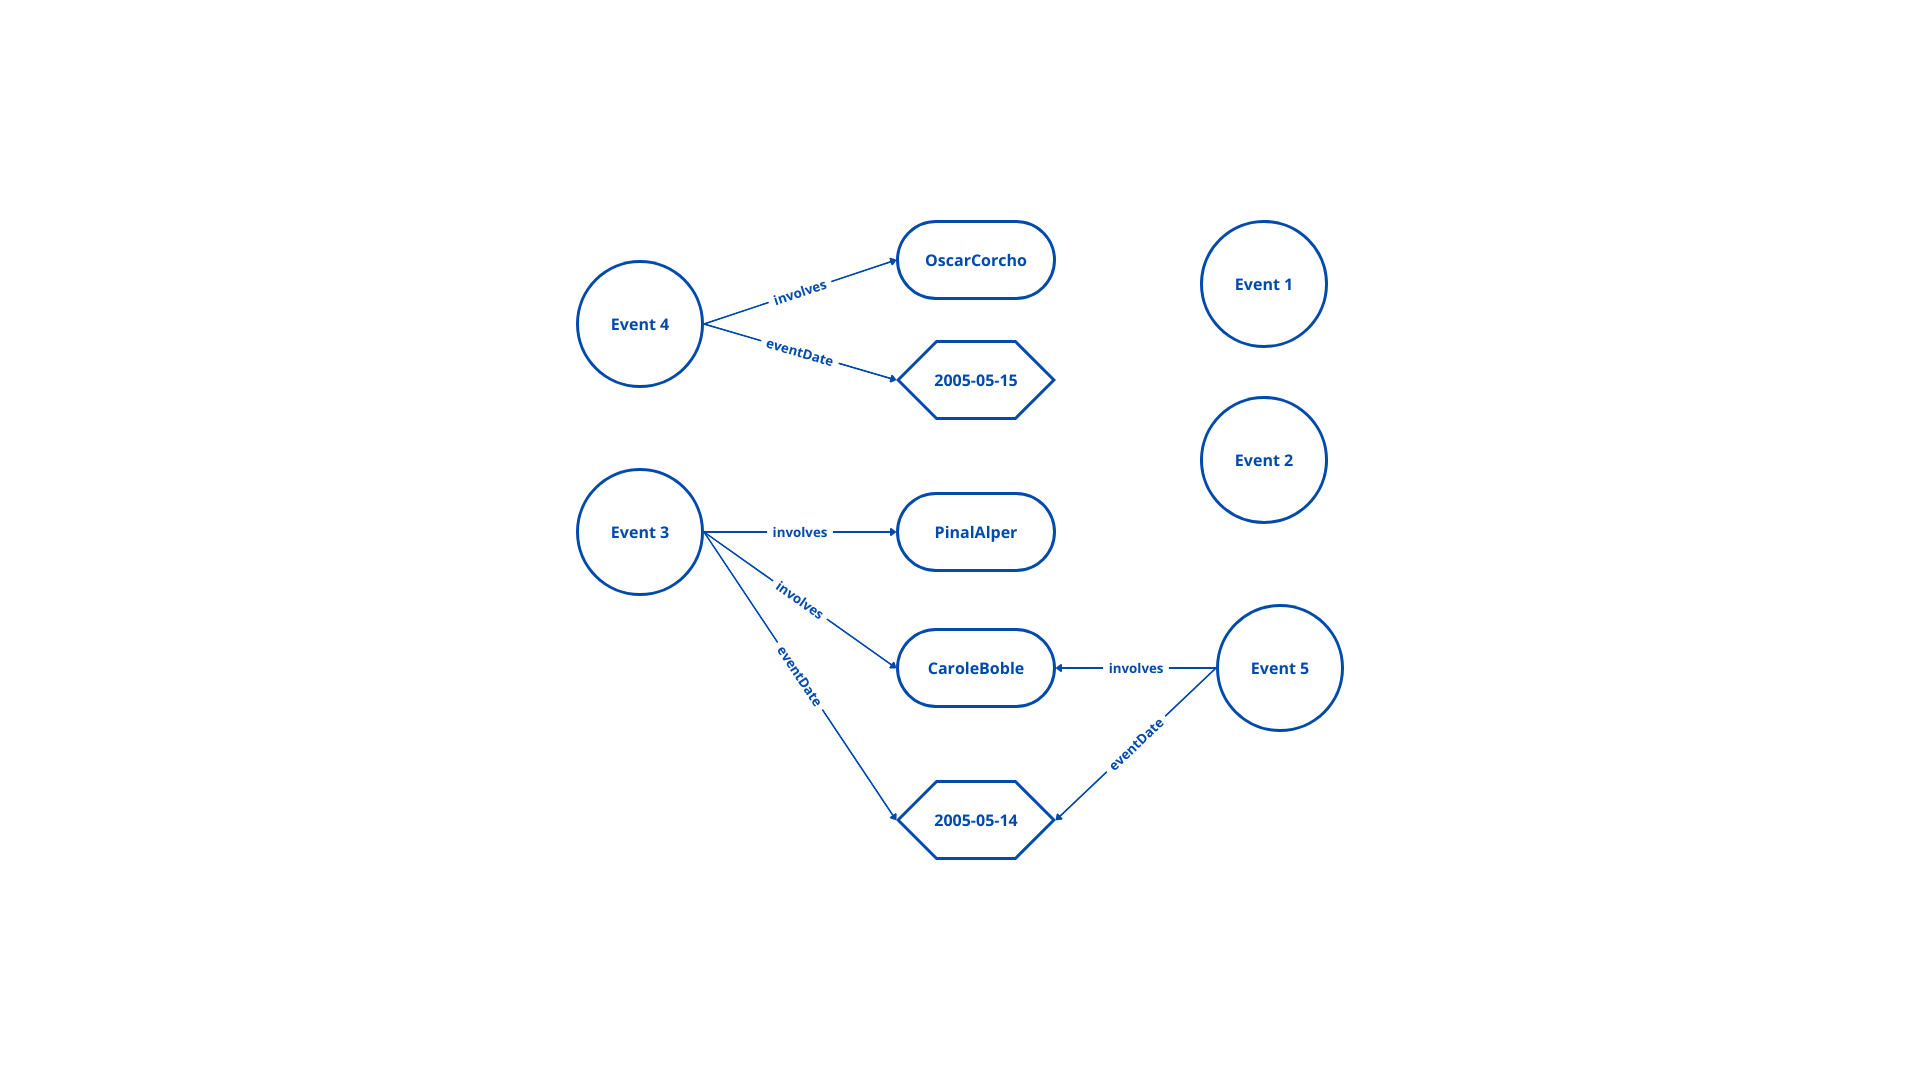 OscarCorcho
Event 1
involves
Event 4
eventDate
2005-05-15
Event 2
Event 3
involves
PinalAlper
involves
CaroleBoble
involves
Event 5
eventDate
eventDate
2005-05-14